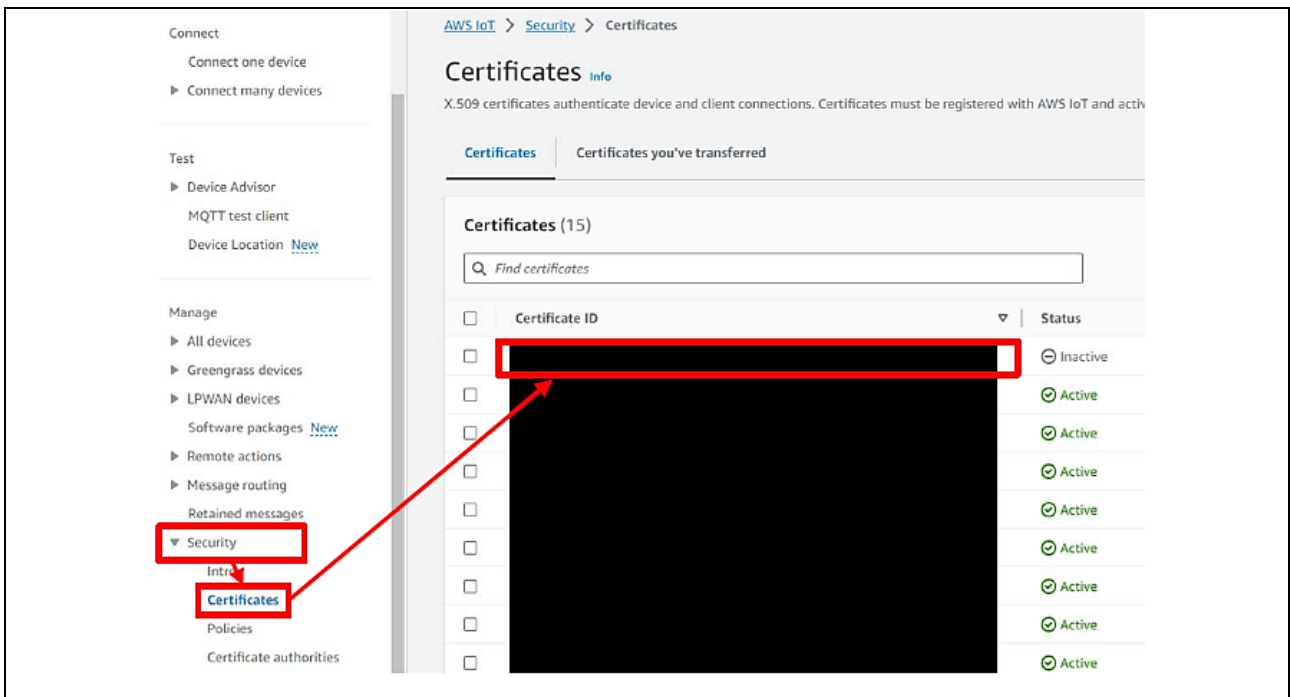 Connect
Connect one device
Connect many devices
Test
Device Advisor
MQTT test client
Device Location New
Manage
All devices
Greengrass devices
LPWAN devices
Software packages New
Remote actions
Message routing
Retained messages
Security
Intro
Certificates
Policies
Certificate authorities
AWS IoT > Security > Certificates
Certificates Info
X.509 certificates authenticate device and client connections. Certificates must be registered with AWS IoT and activ
Certificates Certificates you've transferred
Certificates (15)
Find certificates
Certificate ID Status
Inactive
Active
Active
Active
Active
Active
Active
Active
Active